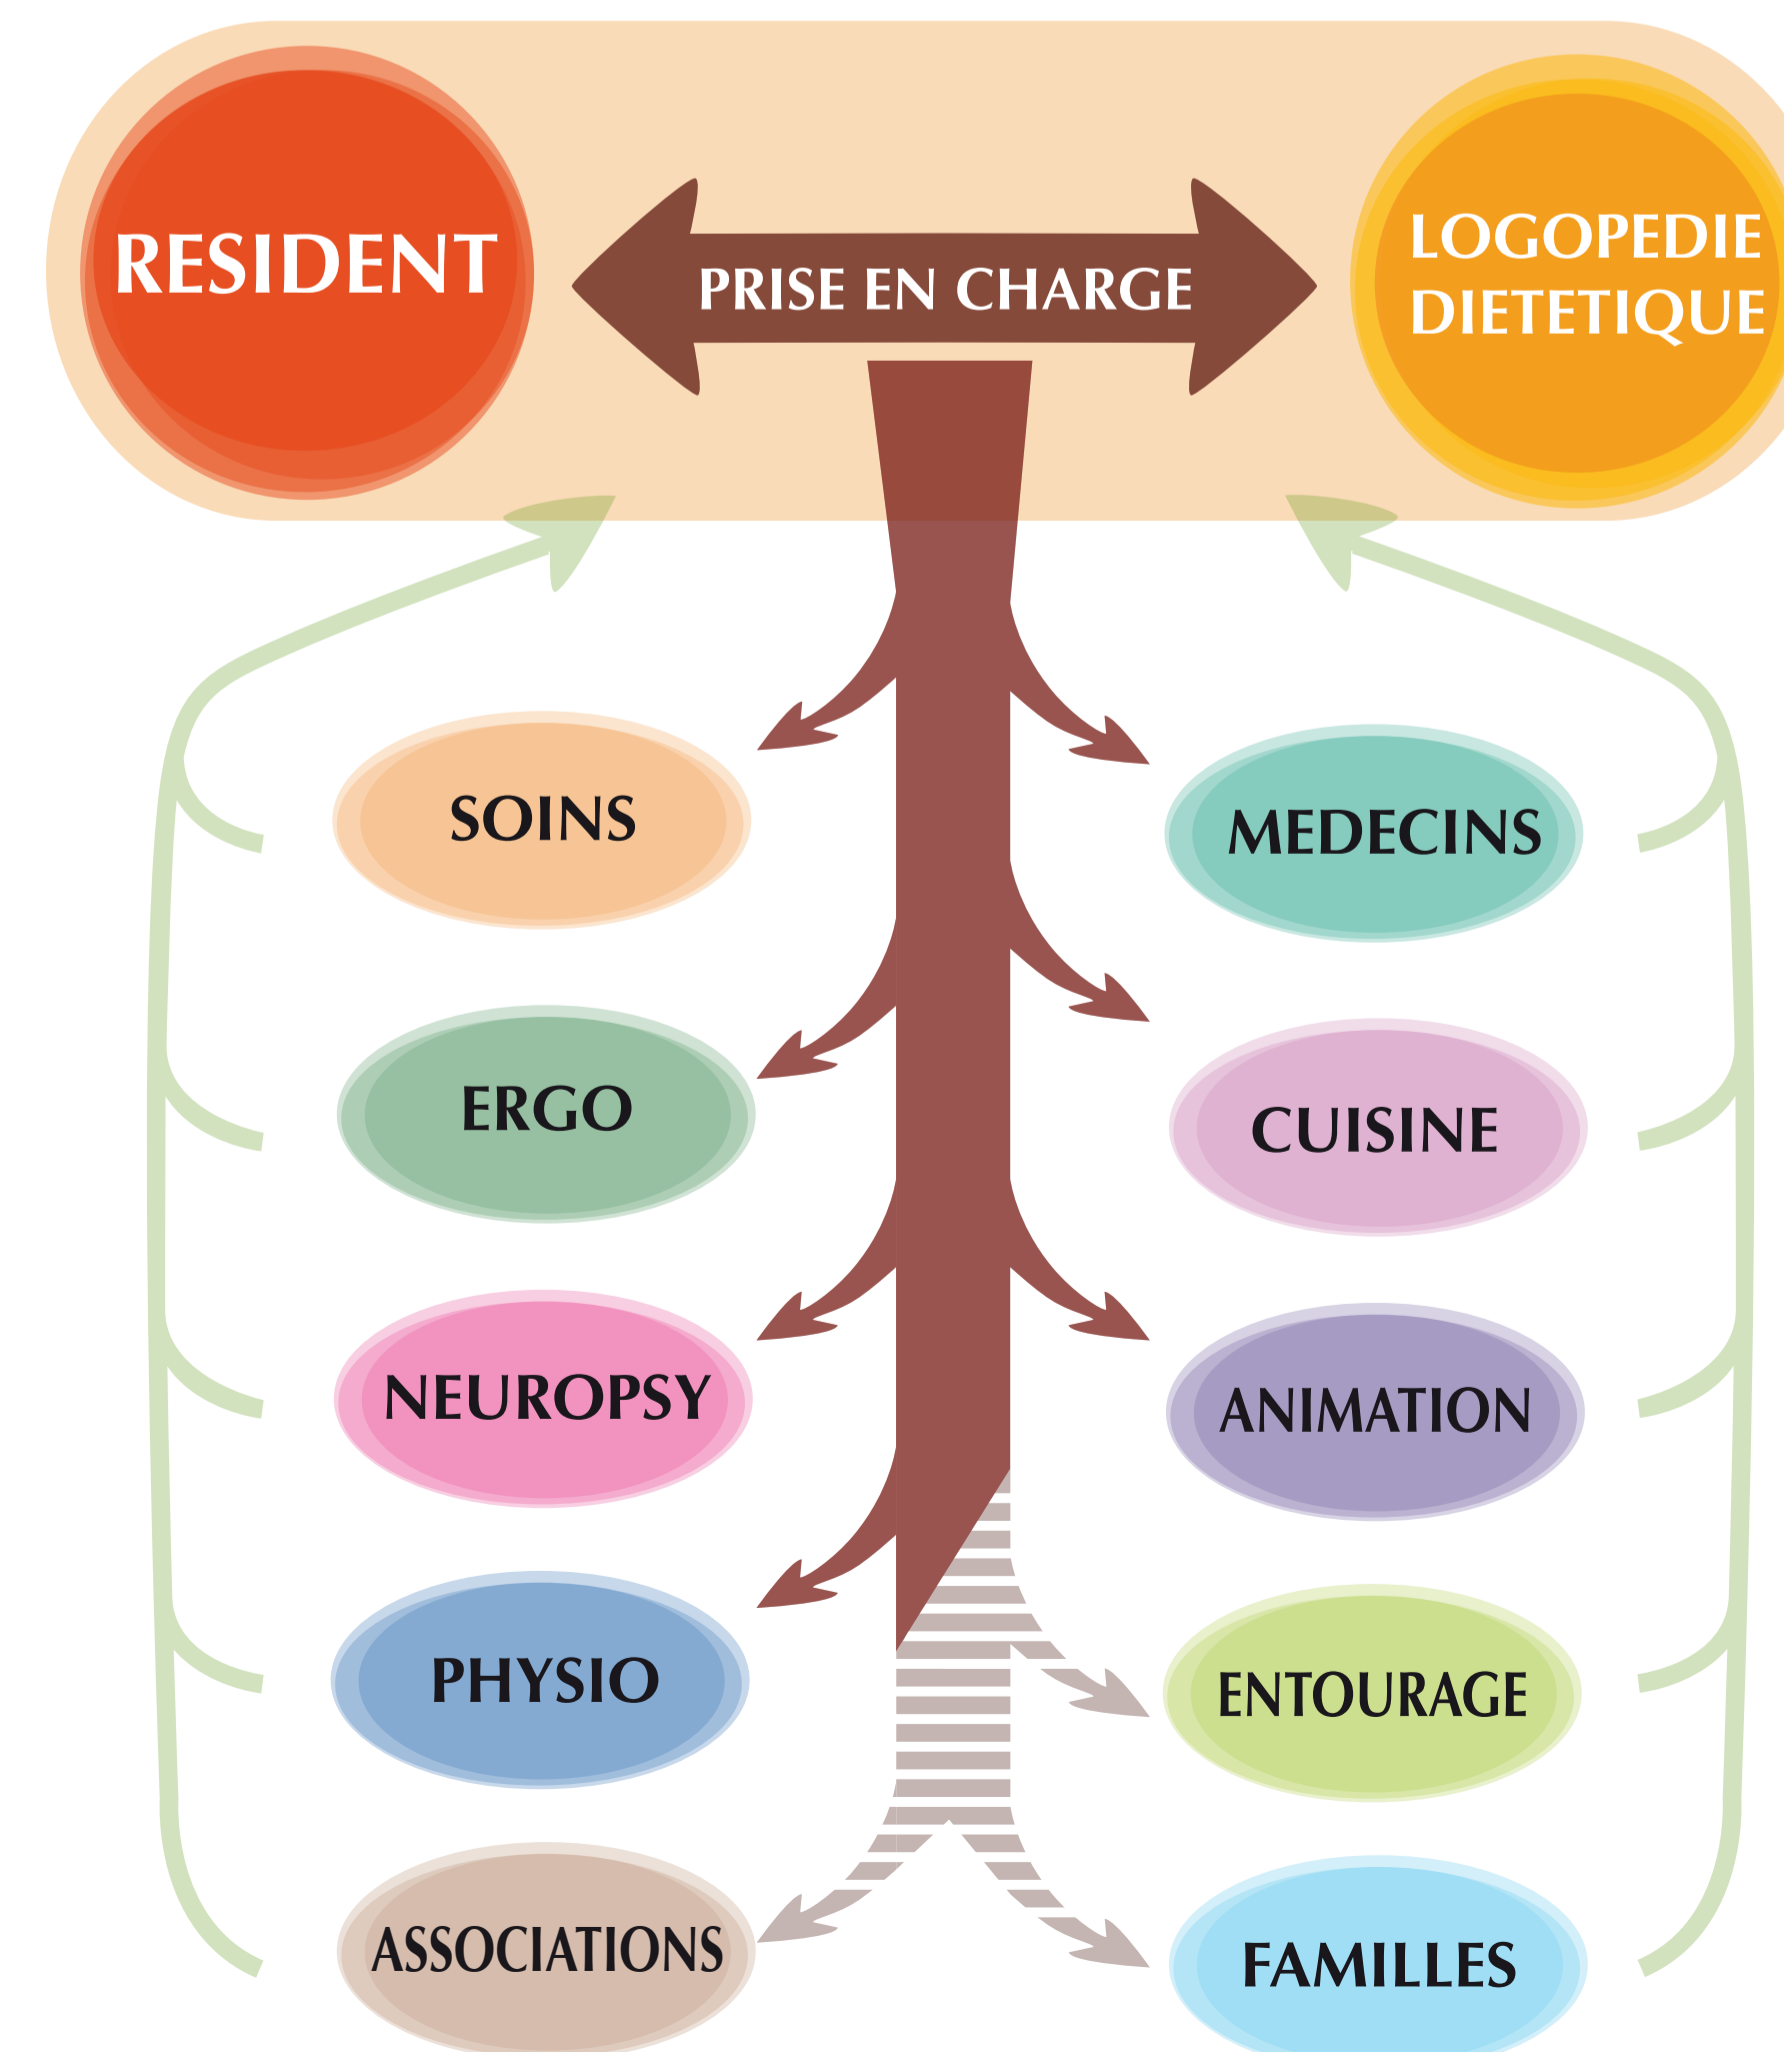 RESIDENT
PRISE EN CHARGE
LOGOPEDIE
DIETETIQUE
SOINS
MEDECINS
ERGO
CUISINE
NEUROPSY
ANIMATION
PHYSIO
ENTOURAGE
ASSOCIATIONS
FAMILLES